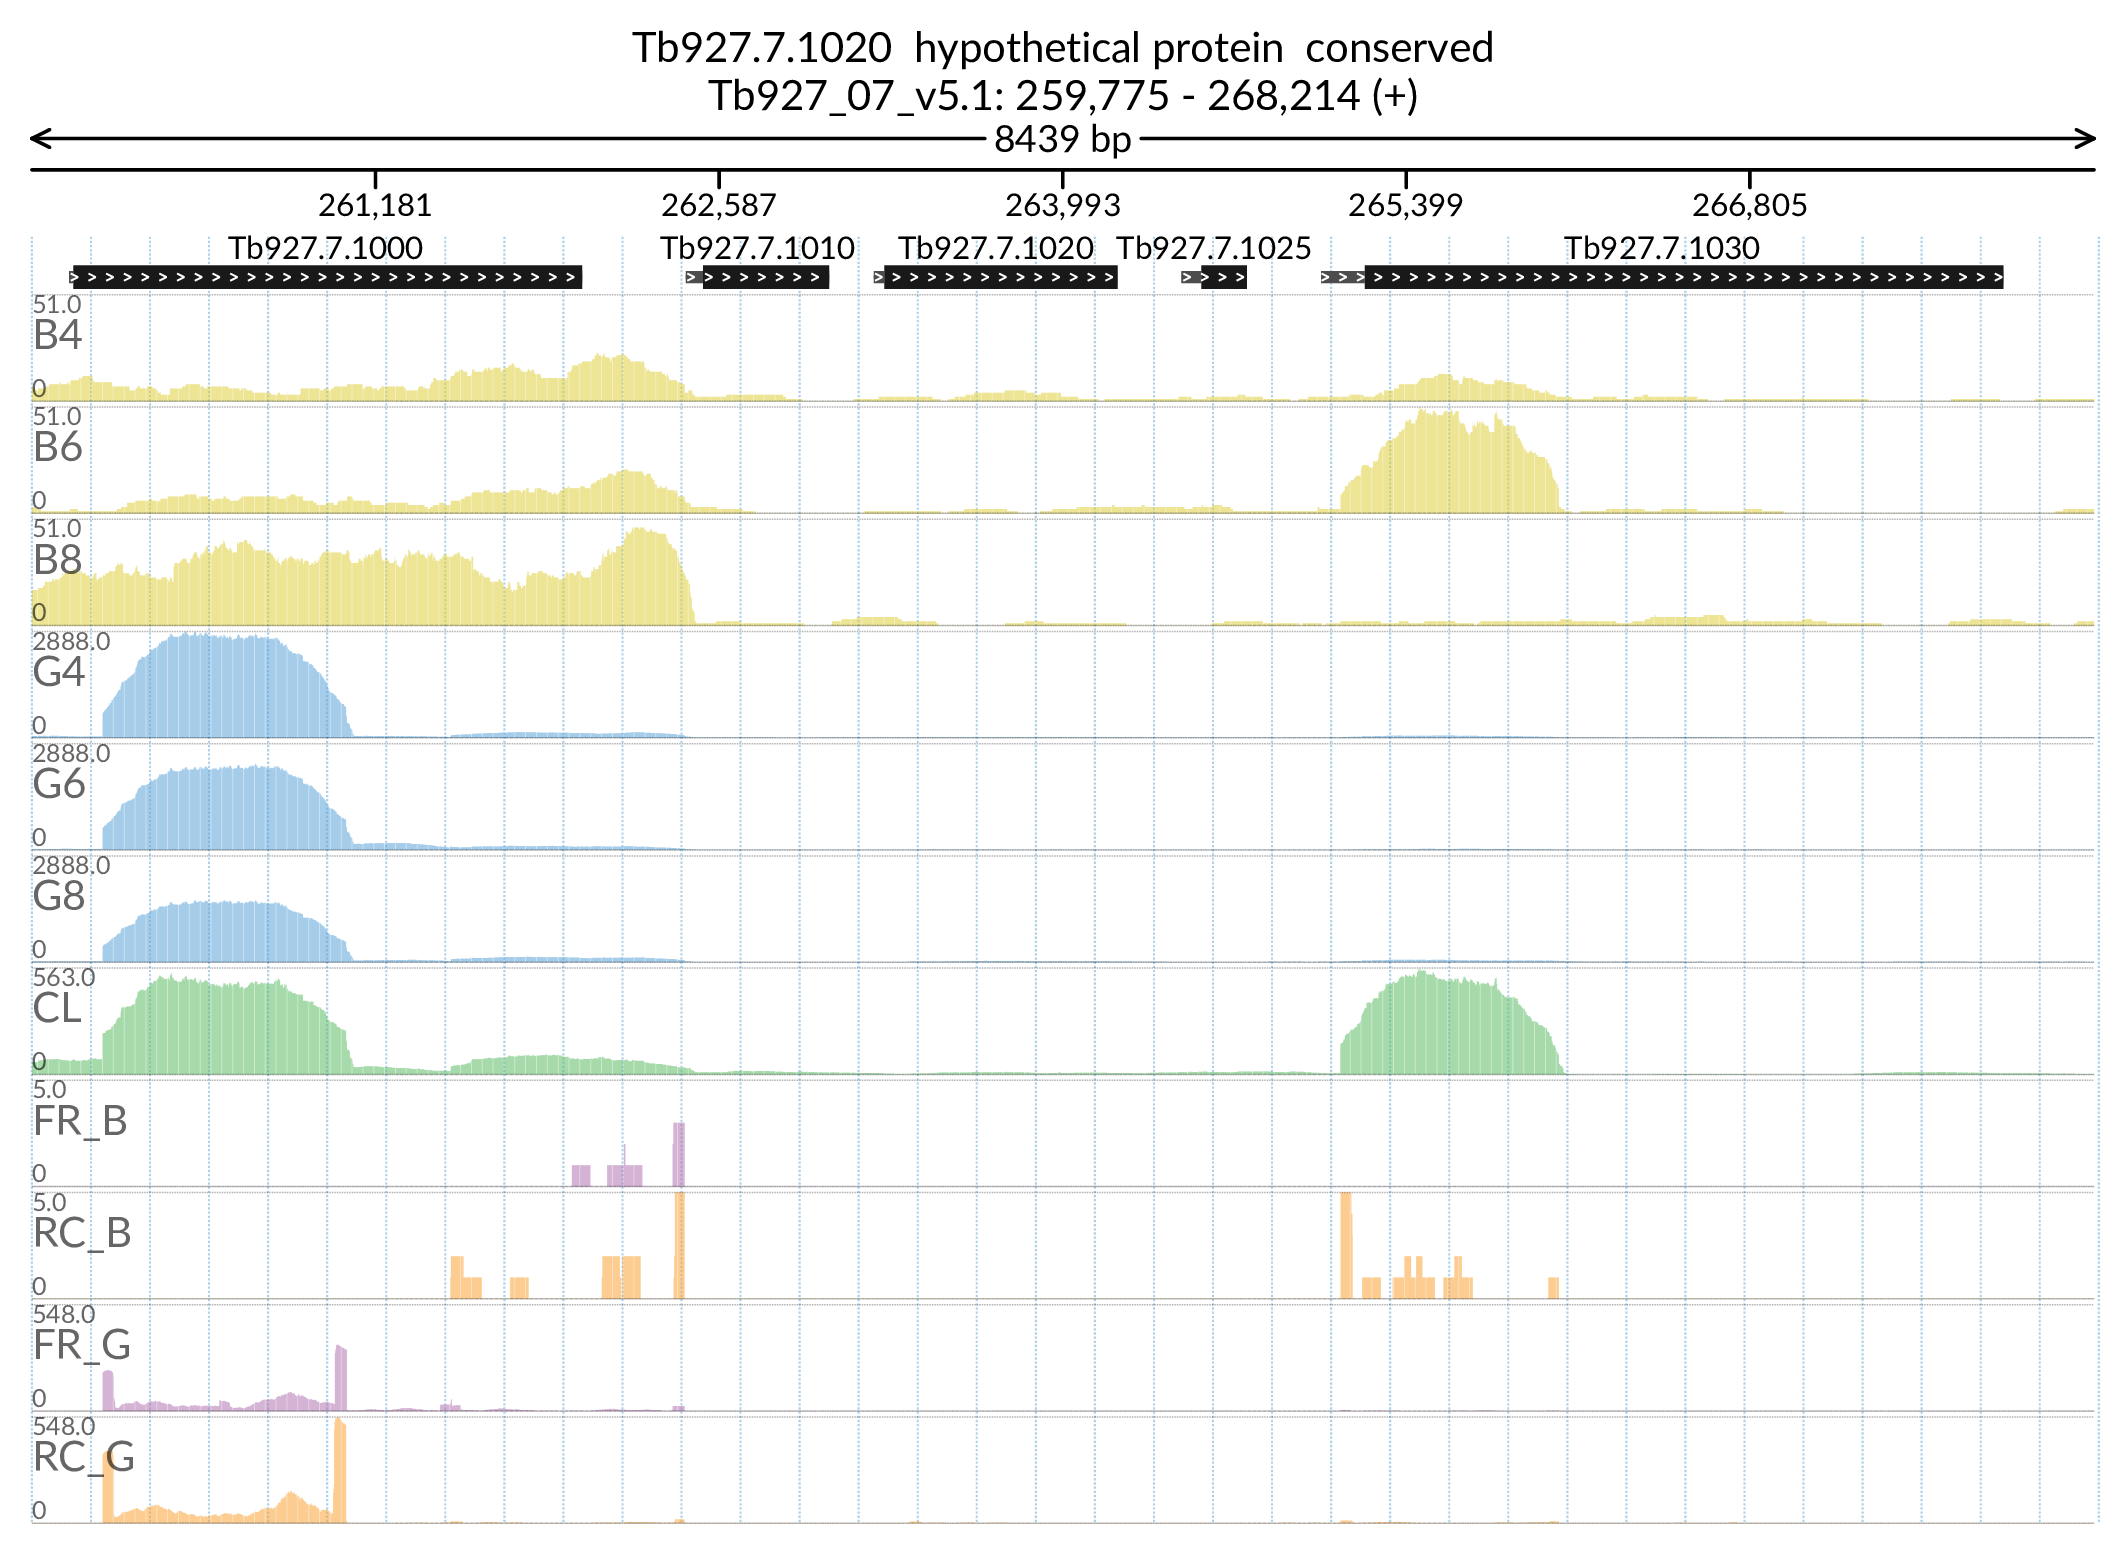 Tb927.7.1020  hypothetical protein  conserved
Tb927_07_v5.1: 259,775 - 268,214 (+)
8439 bp
261,181 262,587 263,993 265,399 266,805
Tb927.7.1000 Tb927.7.1010 Tb927.7.1020 Tb927.7.1025 Tb927.7.1030
51.0
B4
0
51.0
B6
0
51.0
B8
0
2888.0
G4
0
2888.0
G6
0
2888.0
G8
0
563.0
CL
0
5.0
FR_B
0
5.0
RC_B
0
548.0
FR_G
0
548.0
RC_G
0